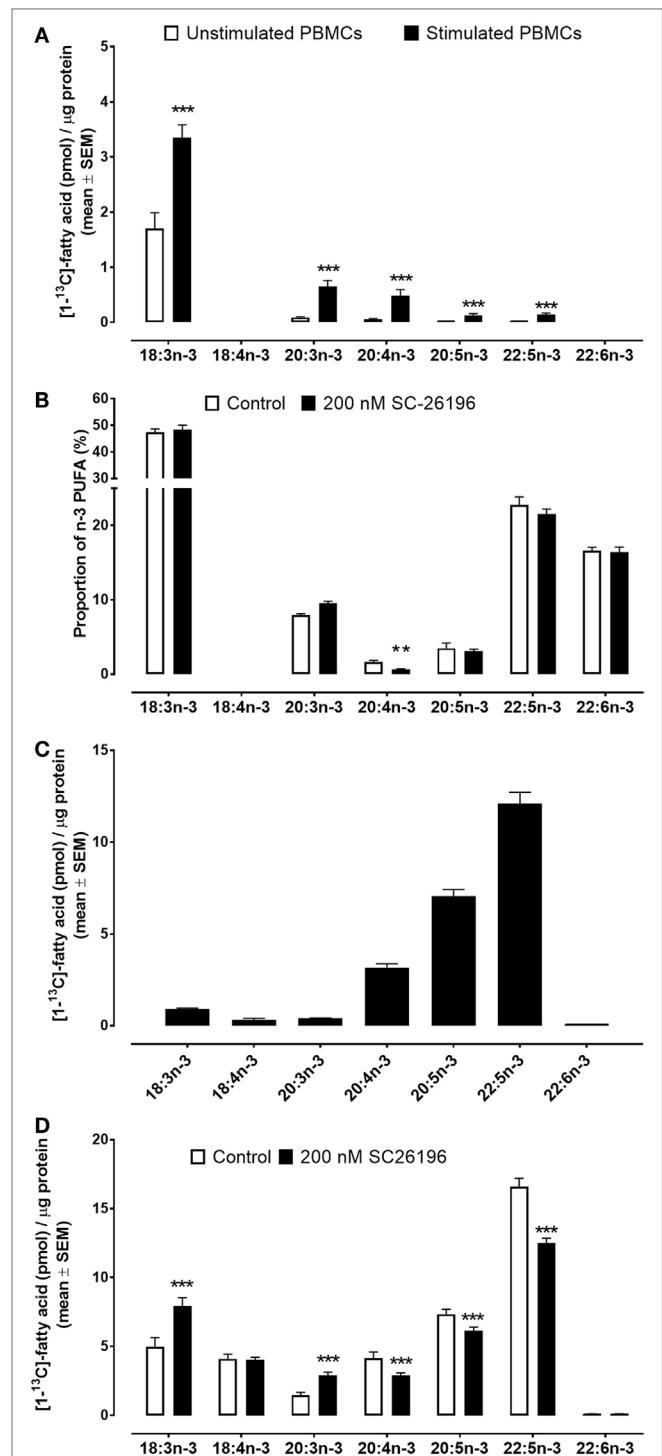 A
Unstimulated PBMCs Stimulated PBMCs
[1-¹³C]-fatty acid (pmol) / μg protein
(mean ± SEM)
5
4
3
2
1
0
*** *** *** *** ***
18:3n-3 18:4n-3 20:3n-3 20:4n-3 20:5n-3 22:5n-3 22:6n-3
B
Control 200 nM SC-26196
Proportion of n-3 PUFA (%)
60
50
40
30
20
10
0
**
18:3n-3 18:4n-3 20:3n-3 20:4n-3 20:5n-3 22:5n-3 22:6n-3
C
[1-¹³C]-fatty acid (pmol) / μg protein
(mean ± SEM)
15
10
5
0
18:3n-3 18:4n-3 20:3n-3 20:4n-3 20:5n-3 22:5n-3 22:6n-3
D
Control 200 nM SC26196
[1-¹³C]-fatty acid (pmol) / μg protein
(mean ± SEM)
20
15
10
5
0
*** *** *** *** ***
18:3n-3 18:4n-3 20:3n-3 20:4n-3 20:5n-3 22:5n-3 22:6n-3